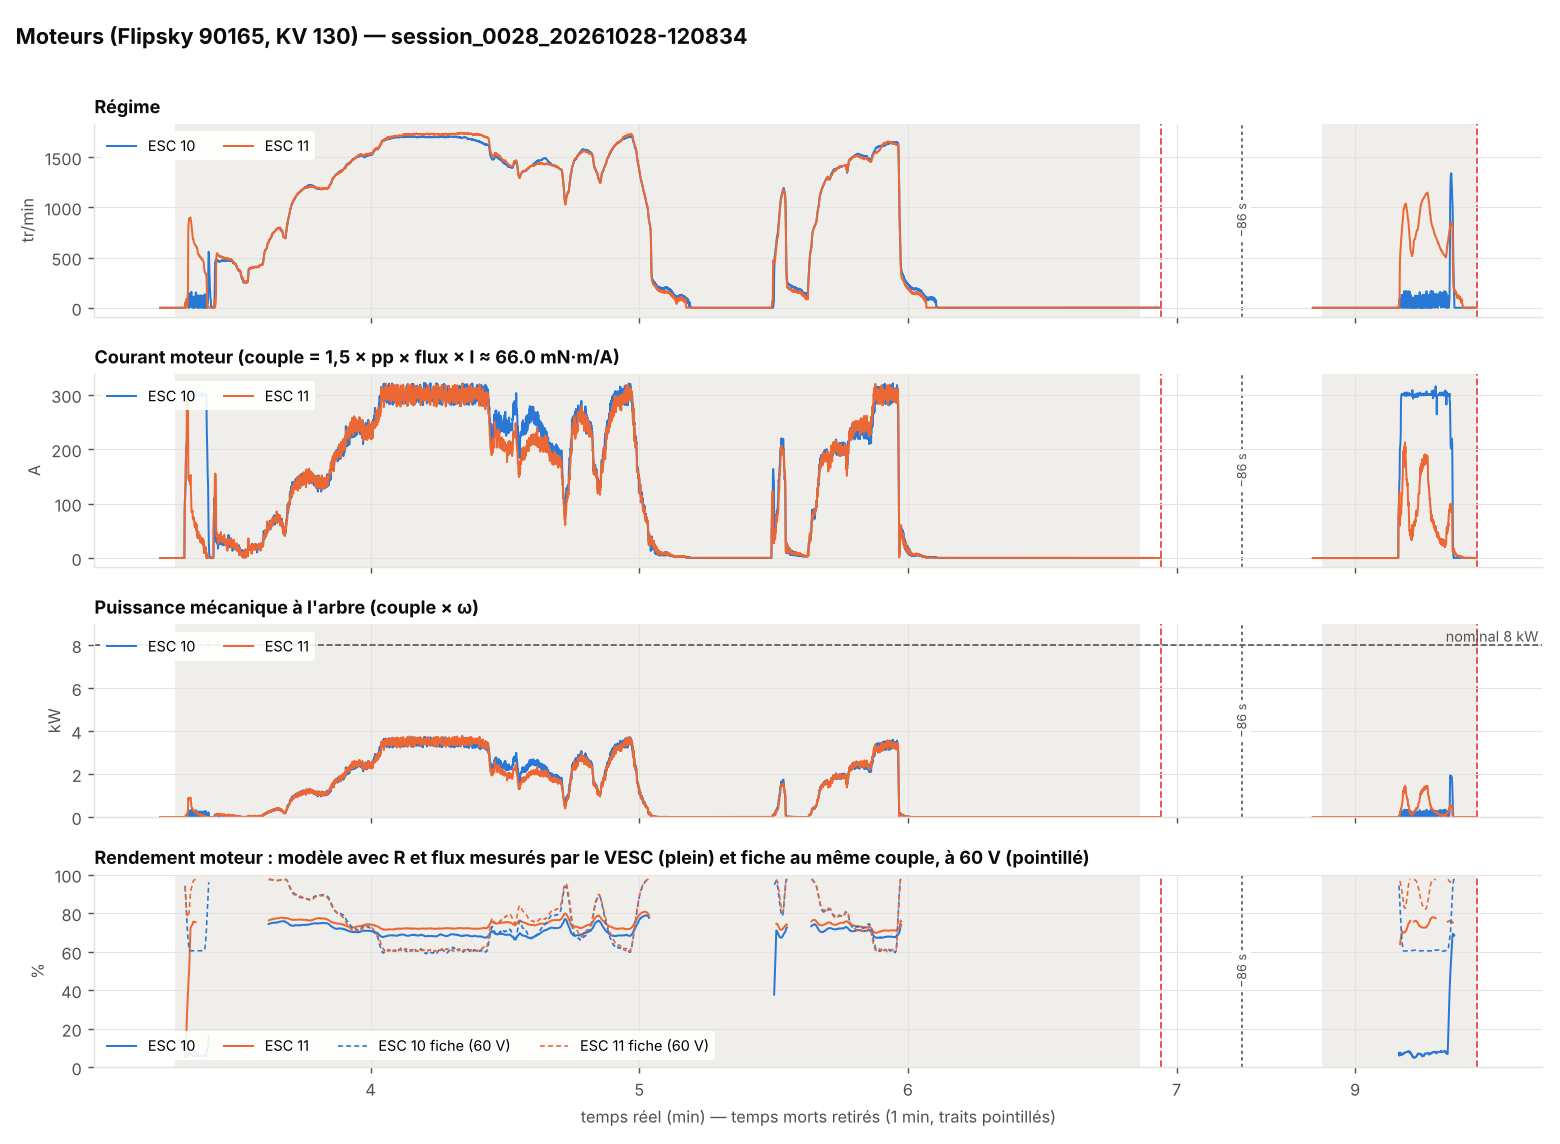 Moteurs (Flipsky 90165, KV 130) — session_0028_20261028-120834
Régime
ESC 10
ESC 11
tr/min
1500
1000
500
0
−86 s
Courant moteur (couple = 1,5 × pp × flux × I ≈ 66.0 mN·m/A)
ESC 10
ESC 11
A
300
200
100
0
−86 s
Puissance mécanique à l'arbre (couple × ω)
ESC 10
ESC 11
nominal 8 kW
kW
8
6
4
2
0
−86 s
Rendement moteur : modèle avec R et flux mesurés par le VESC (plein) et fiche au même couple, à 60 V (pointillé)
%
100
80
60
40
20
0
−86 s
ESC 10
ESC 11
ESC 10 fiche (60 V)
ESC 11 fiche (60 V)
4
5
6
7
9
temps réel (min) — temps morts retirés (1 min, traits pointillés)